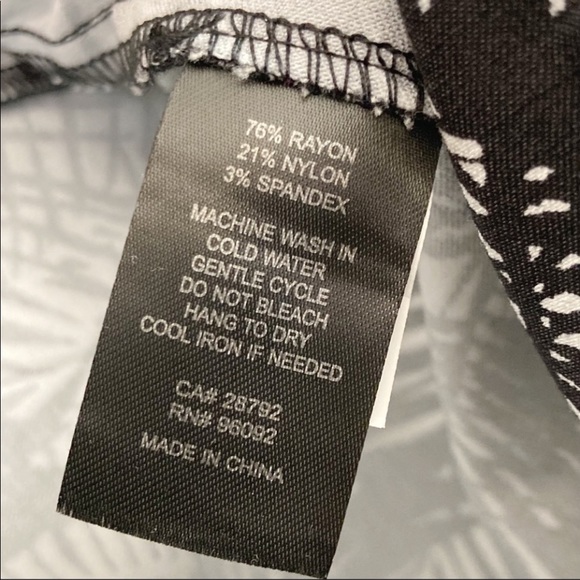 76% RAYON
21% NYLON
3% SPANDEX
MACHINE WASH IN
COLD WATER
GENTLE CYCLE
DO NOT BLEACH
HANG TO DRY
COOL IRON IF NEEDED
CA# 28792
RN# 96092
MADE IN CHINA